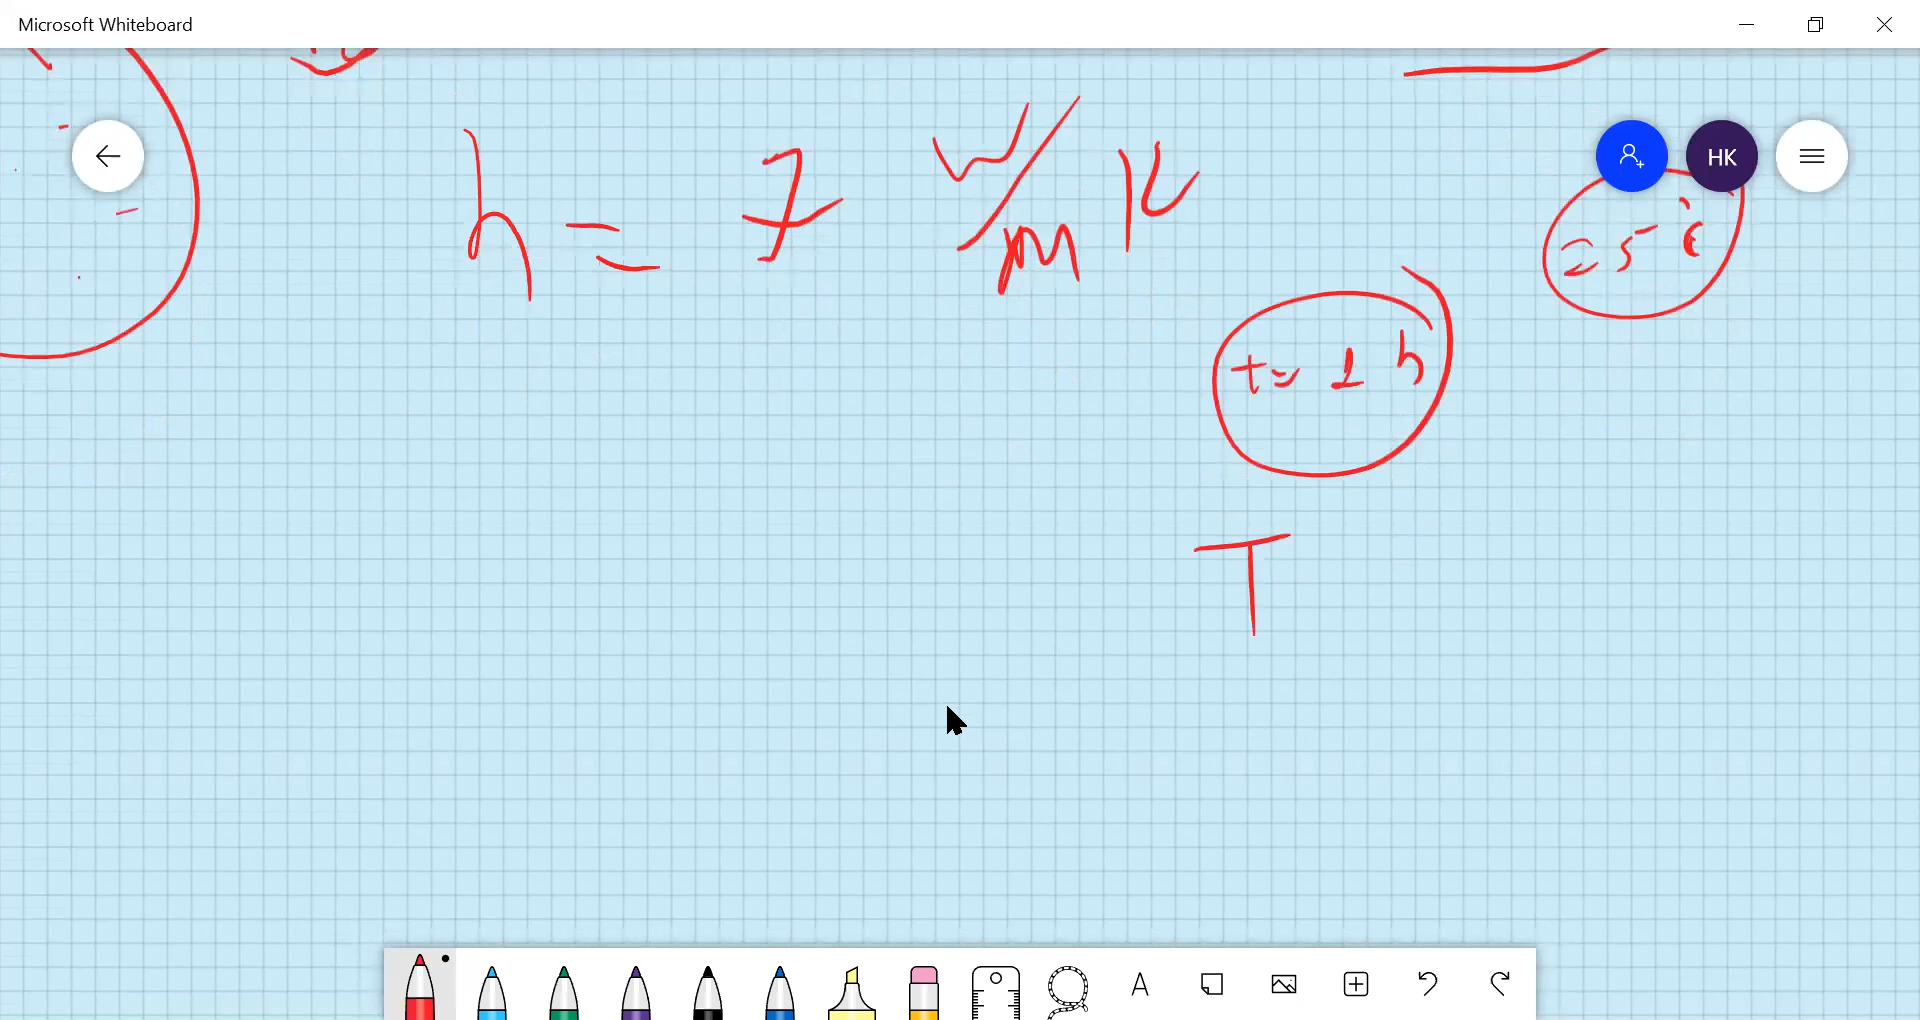 Microsoft Whiteboard
h = 7 W/m K
HK
25 °c
t = 1 h
T
A